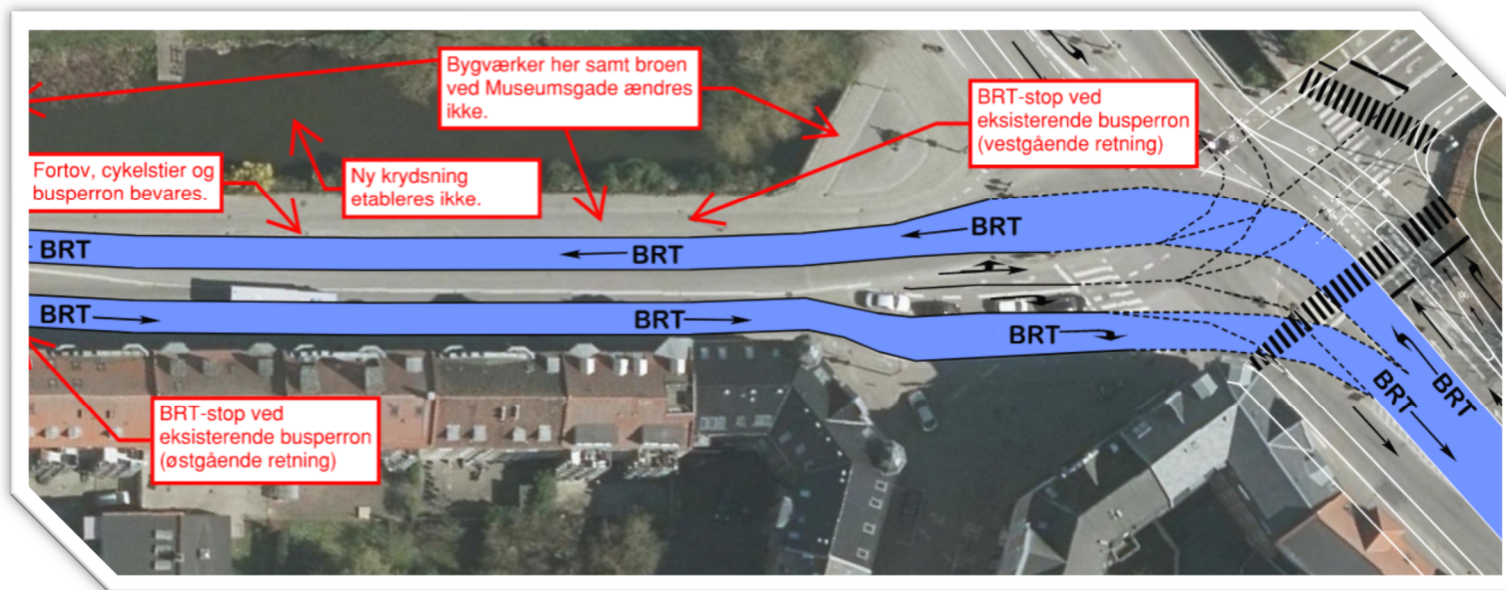 Bygværker her samt broen
ved Museumsgade ændres
ikke.
BRT-stop ved
eksisterende busperron
(vestgående retning)
Fortov, cykelstier og
busperron bevares.
Ny krydsning
etableres ikke.
BRT
BRT
BRT
BRT
BRT
BRT
BRT
BRT
BRT-stop ved
eksisterende busperron
(østgående retning)